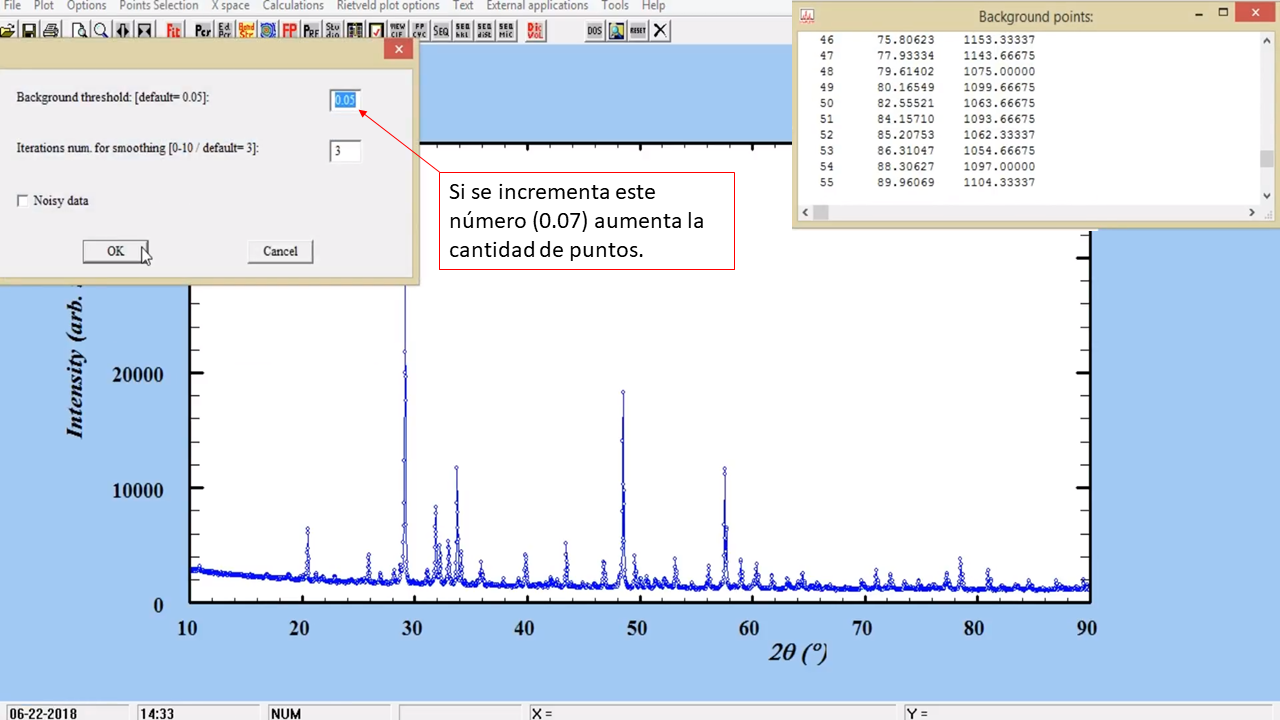 File Plot Options Points Selection X space Calculations Rietveld plot options Text External applications Tools Help
Background points:
46 75.80623 1153.33337
47 77.93334 1143.66675
48 79.61402 1075.00000
49 80.16549 1099.66675
50 82.55521 1063.66675
51 84.15710 1093.66675
52 85.20753 1062.33337
53 86.31047 1054.66675
54 88.30627 1097.00000
55 89.96069 1104.33337
Background threshold: [default= 0.05]:
0.05
Iterations num. for smoothing [0-10 / default= 3]:
3
Noisy data
OK
Cancel
Si se incrementa este
número (0.07) aumenta la
cantidad de puntos.
Intensity (arb.
20000
10000
0
10 20 30 40 50 60 70 80 90
2θ (°)
06-22-2018 14:33 NUM X = Y =